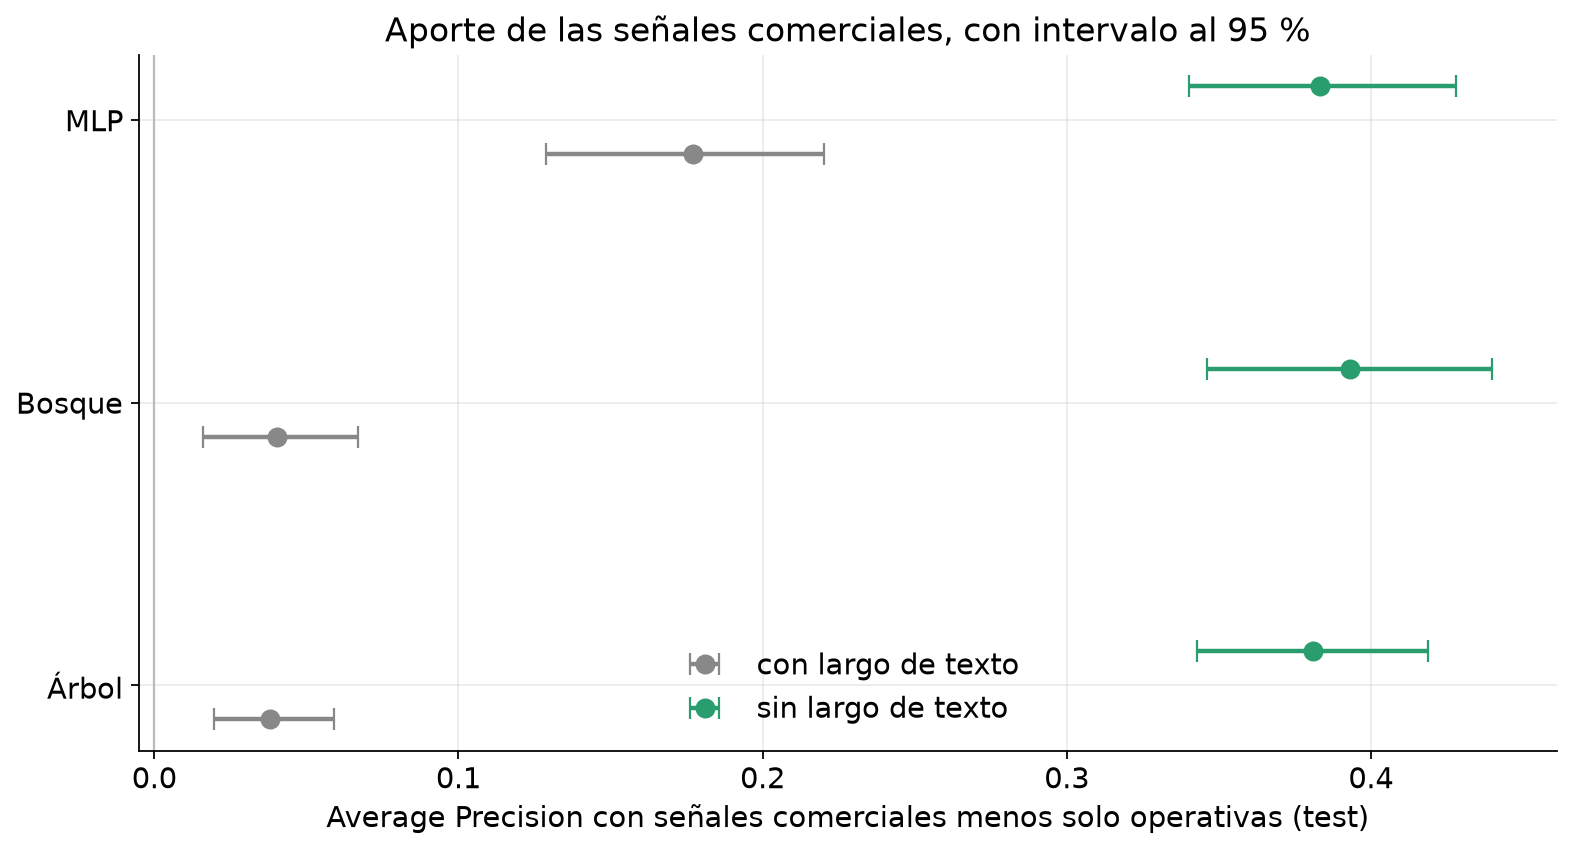 Aporte de las señales comerciales, con intervalo al 95 %
MLP
Bosque
Árbol
con largo de texto
sin largo de texto
0.0 0.1 0.2 0.3 0.4
Average Precision con señales comerciales menos solo operativas (test)